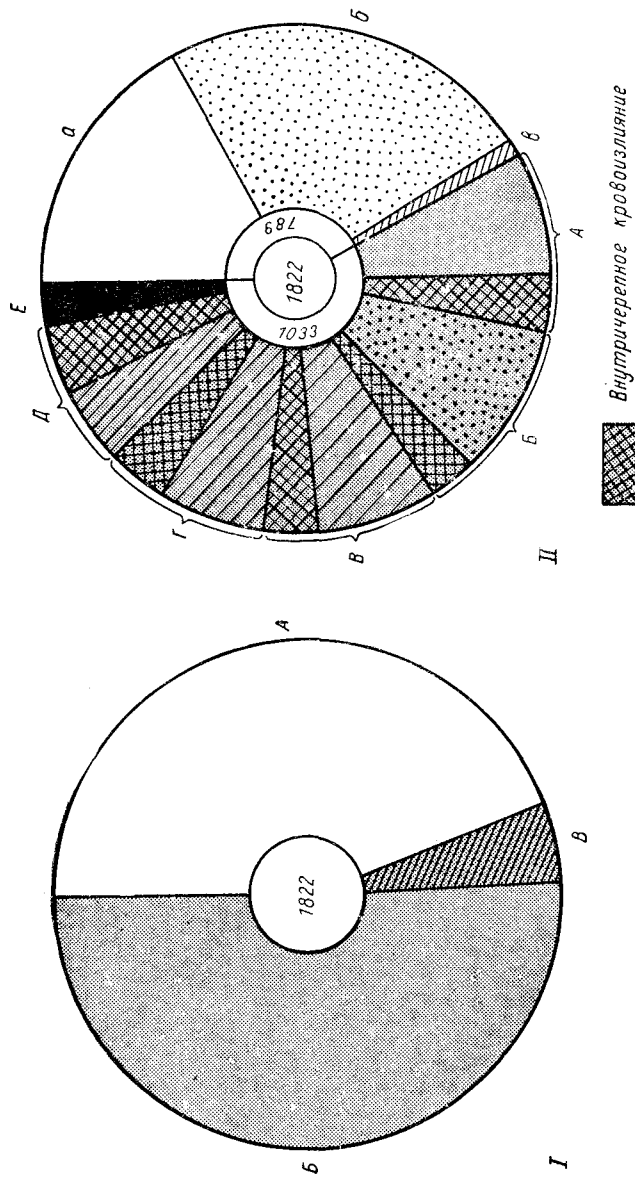 А
Б
В
1822
I
а
б
в
А
Б
В
Г
Д
Е
789
1033
1822
II
Внутричерепное кровоизлияние